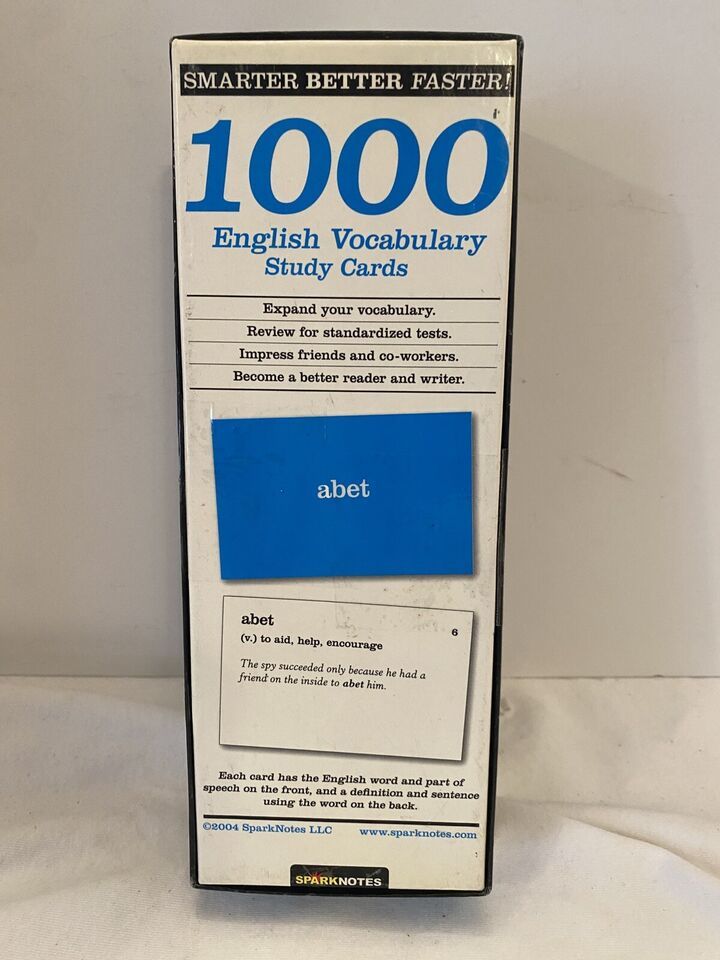 SMARTER BETTER FASTER!
1000
English Vocabulary
Study Cards
Expand your vocabulary.
Review for standardized tests.
Impress friends and co-workers.
Become a better reader and writer.
abet
abet
6
(v.) to aid, help, encourage
The spy succeeded only because he had a
friend on the inside to abet him.
Each card has the English word and part of
speech on the front, and a definition and sentence
using the word on the back.
©2004 SparkNotes LLC www.sparknotes.com
SPARKNOTES